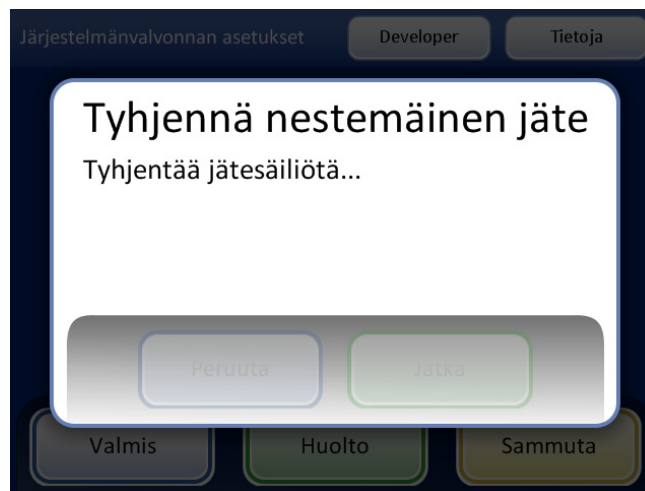 Järjestelmänvalvonnan asetukset
Developer
Tietoja
Tyhjennä nestemäinen jäte
Tyhjentää jätesäiliötä...
Peruuta
Jatka
Valmis
Huolto
Sammuta